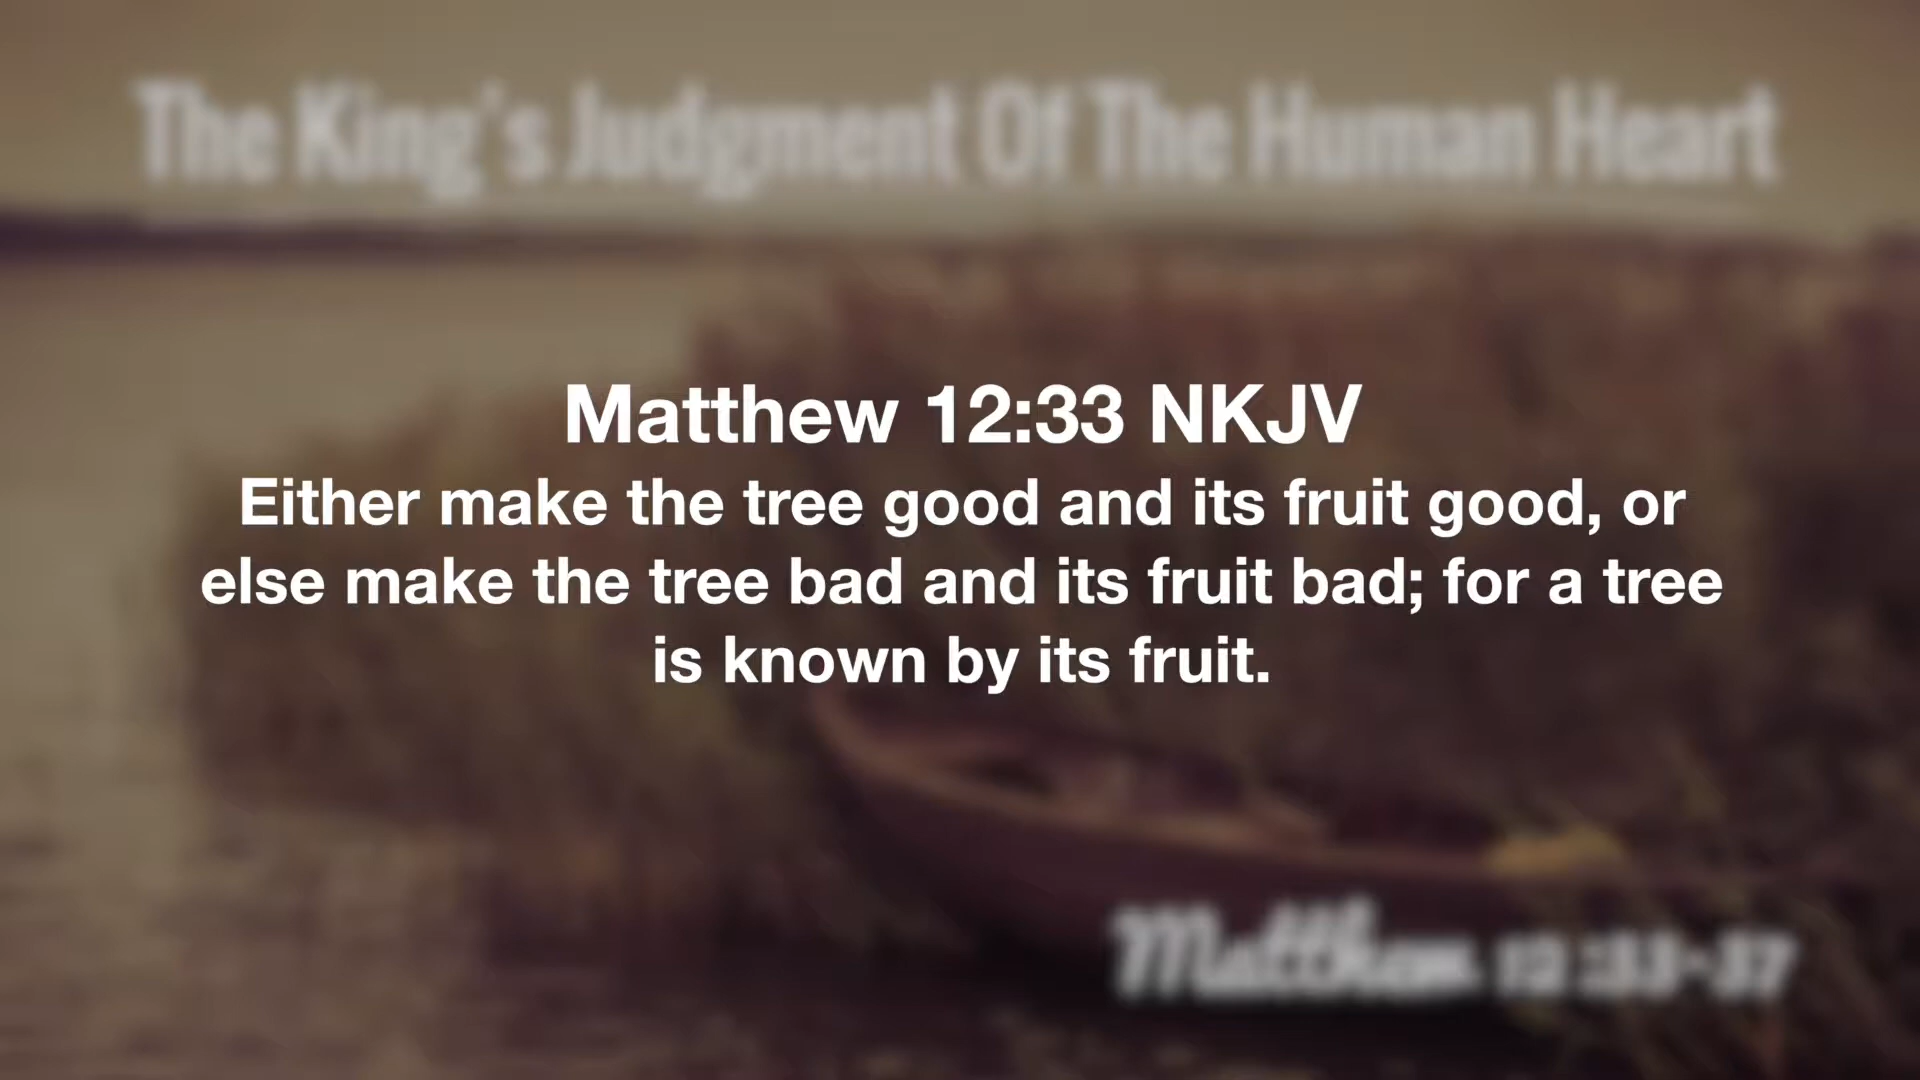 The King's Judgment Of The Human Heart
Matthew 12:33 NKJV
Either make the tree good and its fruit good, or
else make the tree bad and its fruit bad; for a tree
is known by its fruit.
Matthew 12:33-37